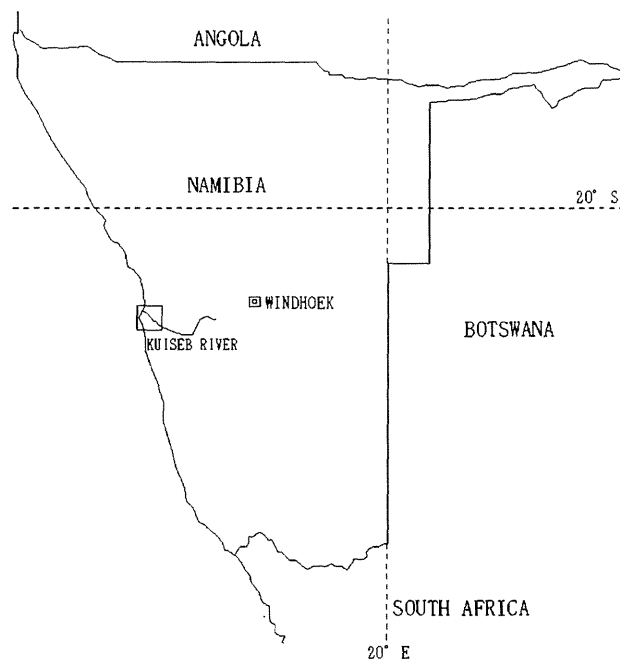 ANGOLA
NAMIBIA
20° S
WINDHOEK
BOTSWANA
KUISEB RIVER
SOUTH AFRICA
20° E